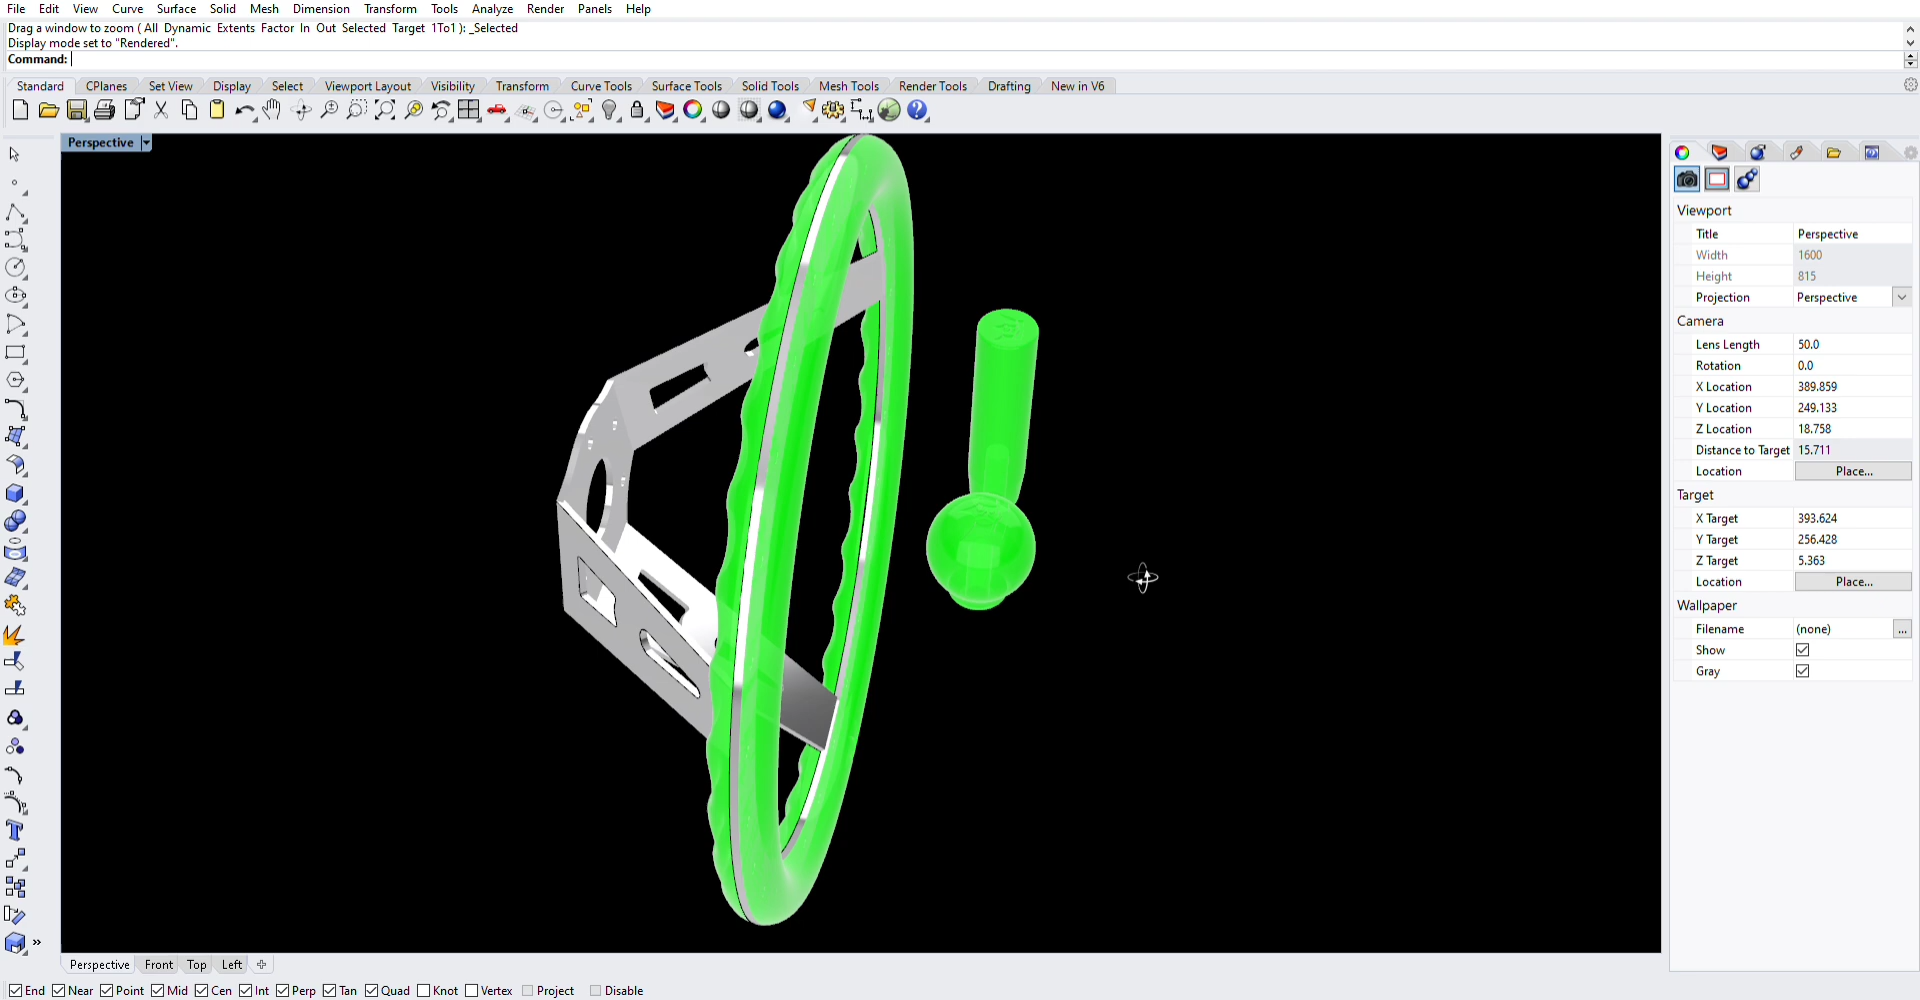 File Edit View Curve Surface Solid Mesh Dimension Transform Tools Analyze Render Panels Help
Drag a window to zoom ( All Dynamic Extents Factor In Out Selected Target 1To1 ): _Selected
Display mode set to "Rendered".
Command:
Standard CPlanes Set View Display Select Viewport Layout Visibility Transform Curve Tools Surface Tools Solid Tools Mesh Tools Render Tools Drafting New in V6
Perspective
Viewport
Title Perspective
Width 1600
Height 815
Projection Perspective
Camera
Lens Length 50.0
Rotation 0.0
X Location 389.859
Y Location 249.133
Z Location 18.758
Distance to Target 15.711
Location Place...
Target
X Target 393.624
Y Target 256.428
Z Target 5.363
Location Place...
Wallpaper
Filename (none) ...
Show
Gray
Perspective Front Top Left
End Near Point Mid Cen Int Perp Tan Quad Knot Vertex Project Disable